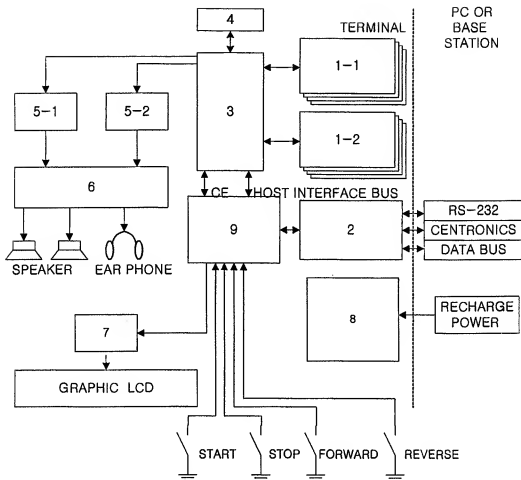 4
TERMINAL
PC OR
BASE
STATION
1-1
5-1
5-2
3
1-2
6
CE
HOST INTERFACE BUS
9
2
RS-232
CENTRONICS
DATA BUS
SPEAKER
EAR PHONE
7
8
RECHARGE
POWER
GRAPHIC LCD
START
STOP
FORWARD
REVERSE